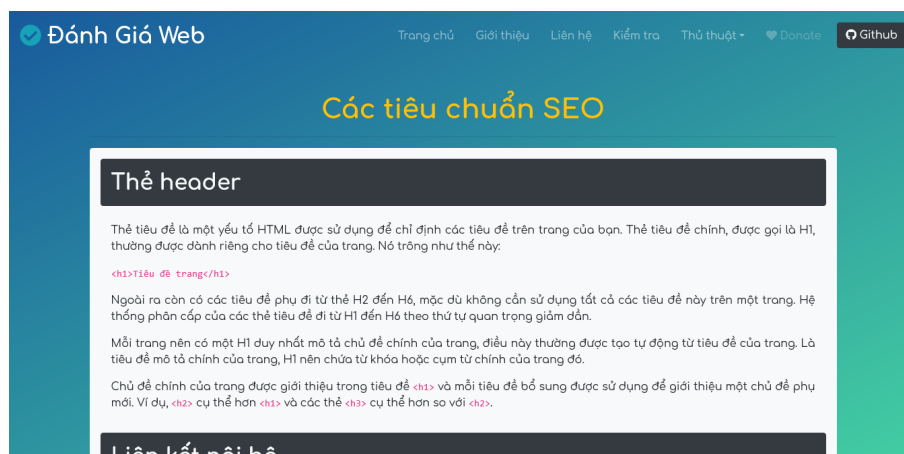 Đánh Giá Web
Trang chủ Giới thiệu Liên hệ Kiểm tra Thủ thuật Donate Github
Các tiêu chuẩn SEO
Thẻ header
Thẻ tiêu đề là một yếu tố HTML được sử dụng để chỉ định các tiêu đề trên trang của bạn. Thẻ tiêu đề chính, được gọi là H1,
thường được dành riêng cho tiêu đề của trang. Nó trông như thế này:
<h1>Tiêu đề trang</h1>
Ngoài ra còn có các tiêu đề phụ đi từ thẻ H2 đến H6, mặc dù không cần sử dụng tất cả các tiêu đề này trên một trang. Hệ
thống phân cấp của các thẻ tiêu đề đi từ H1 đến H6 theo thứ tự quan trọng giảm dần.
Mỗi trang nên có một H1 duy nhất mô tả chủ đề chính của trang, điều này thường được tạo tự động từ tiêu đề của trang. Là
tiêu đề mô tả chính của trang, H1 nên chứa từ khóa hoặc cụm từ chính của trang đó.
Chủ đề chính của trang được giới thiệu trong tiêu đề <h1> và mỗi tiêu đề bổ sung được sử dụng để giới thiệu một chủ đề phụ
mới. Ví dụ, <h2> cụ thể hơn <h1> và các thẻ <h3> cụ thể hơn so với <h2>.
Liên kết nội bộ